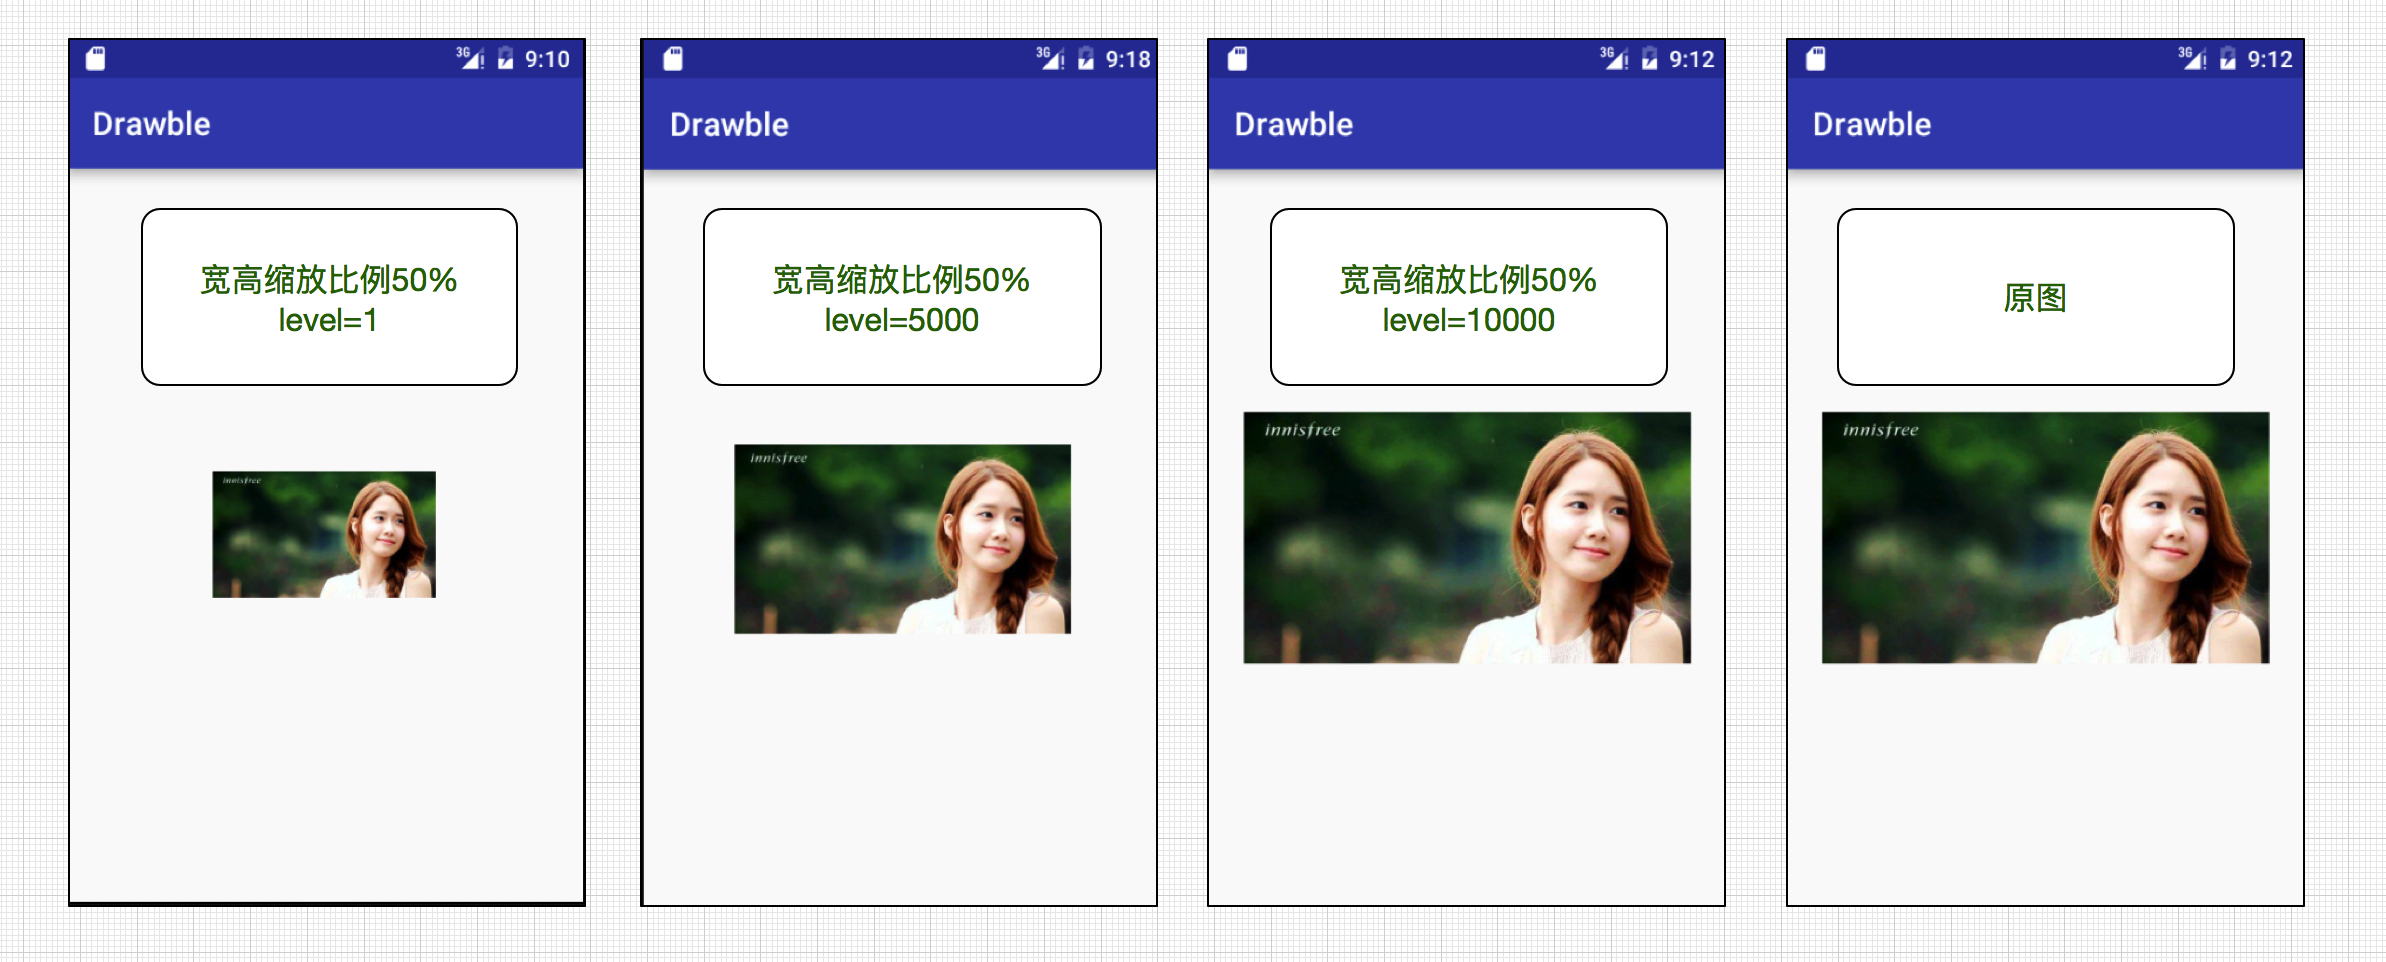 3G 9:10
Drawble
宽高缩放比例50%
level=1
innisfree
3G 9:18
Drawble
宽高缩放比例50%
level=5000
innisfree
3G 9:12
Drawble
宽高缩放比例50%
level=10000
innisfree
3G 9:12
Drawble
原图
innisfree